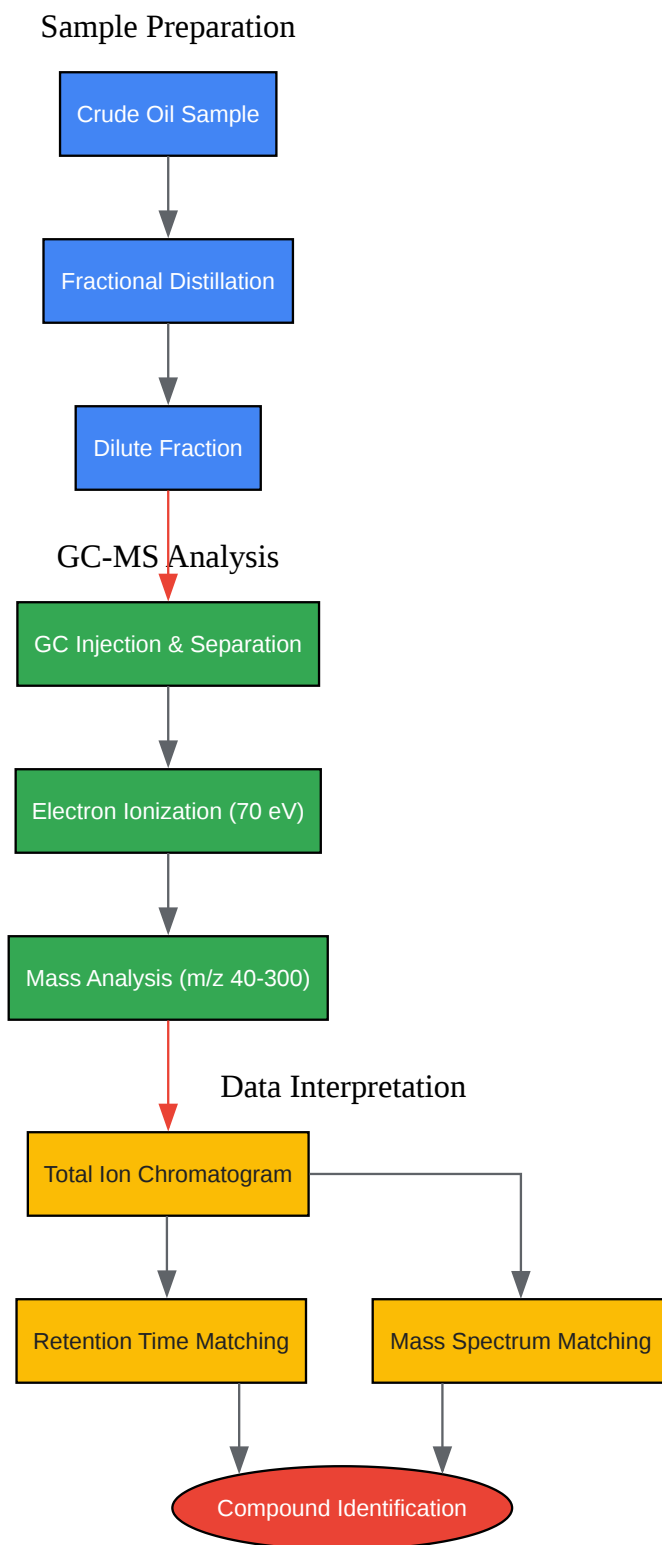 Sample Preparation
Crude Oil Sample
Fractional Distillation
Dilute Fraction
GC-MS Analysis
GC Injection & Separation
Electron Ionization (70 eV)
Mass Analysis (m/z 40-300)
Data Interpretation
Total Ion Chromatogram
Retention Time Matching
Mass Spectrum Matching
Compound Identification